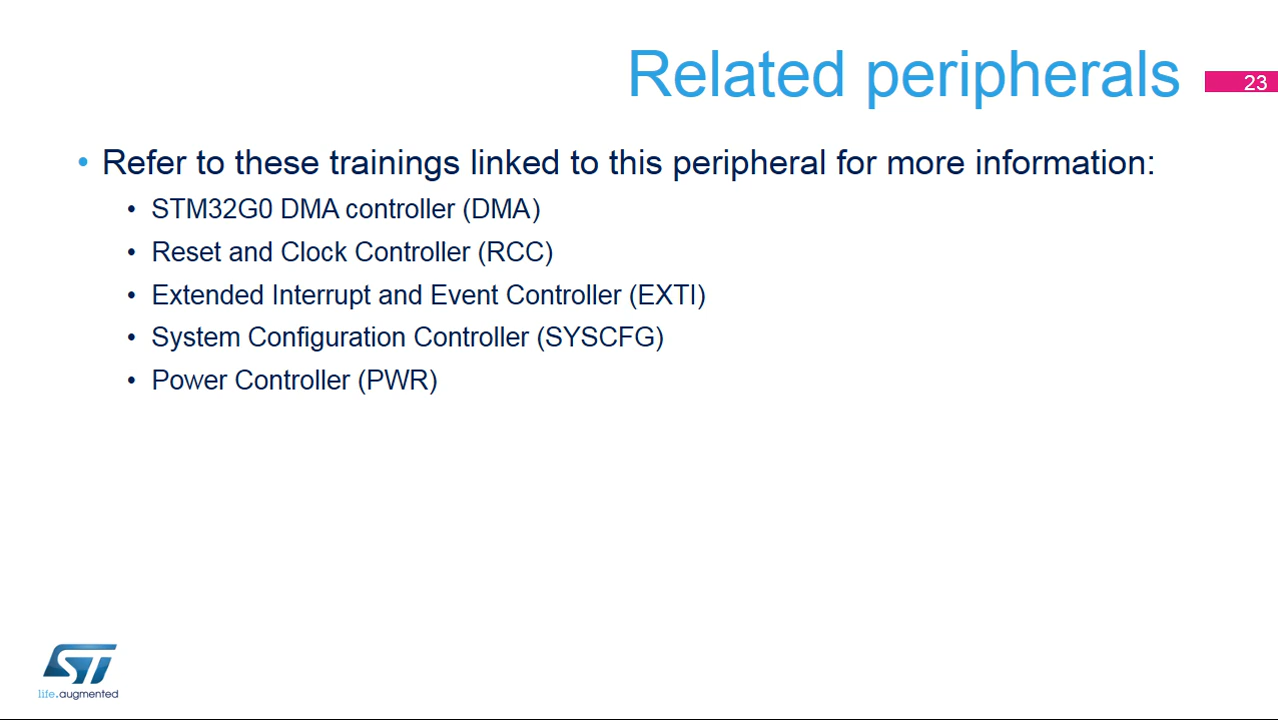 Related peripherals
23
• Refer to these trainings linked to this peripheral for more information:
• STM32G0 DMA controller (DMA)
• Reset and Clock Controller (RCC)
• Extended Interrupt and Event Controller (EXTI)
• System Configuration Controller (SYSCFG)
• Power Controller (PWR)
ST
life.augmented